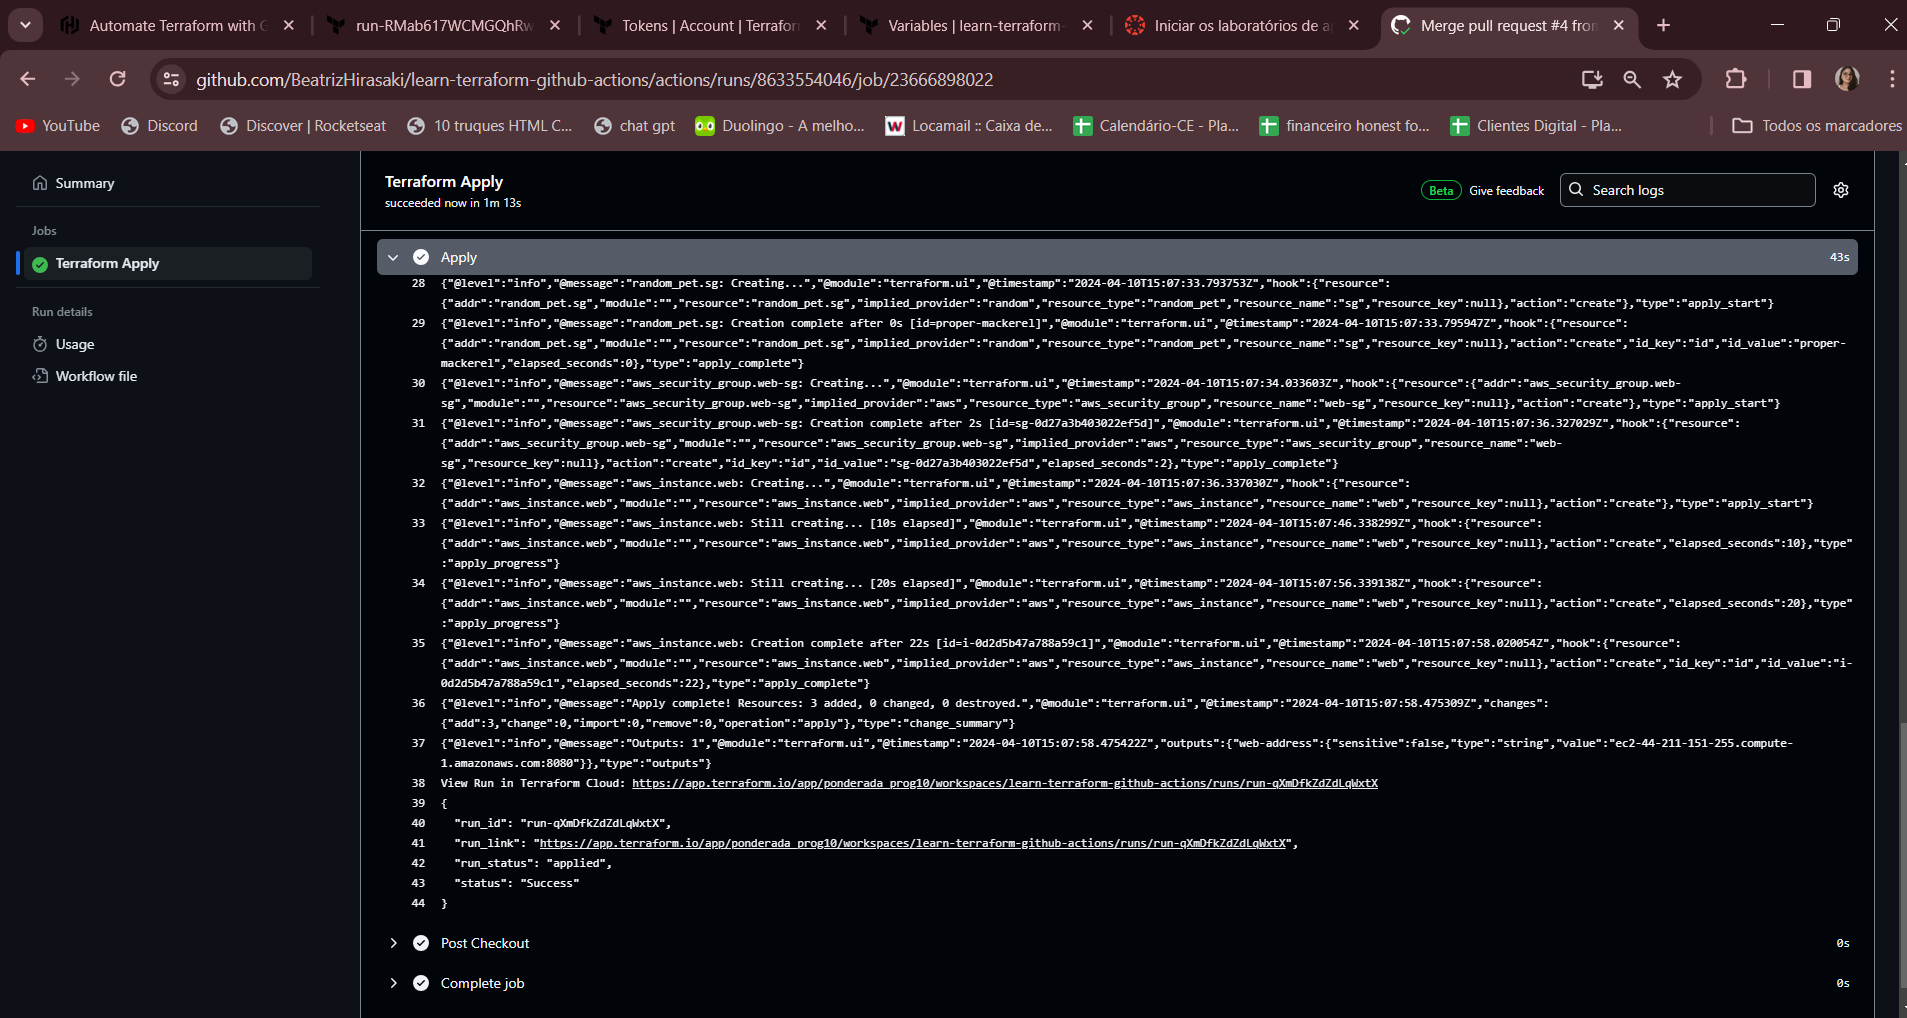 Automate Terraform with G
run-RMab617WCMGQhRw
Tokens | Account | Terrafor
Variables | learn-terraform-
Iniciar os laboratórios de a
Merge pull request #4 fron
github.com/BeatrizHirasaki/learn-terraform-github-actions/actions/runs/8633554046/job/23666898022
YouTube
Discord
Discover | Rocketseat
10 truques HTML C...
chat gpt
Duolingo - A melho...
Locamail :: Caixa de...
Calendário-CE - Pla...
financeiro honest fo...
Clientes Digital - Pla...
Todos os marcadores
Summary
Jobs
Terraform Apply
Run details
Usage
Workflow file
Terraform Apply
succeeded now in 1m 13s
Beta Give feedback
Search logs
Apply 43s
28 {"@level":"info","@message":"random_pet.sg: Creating...","@module":"terraform.ui","@timestamp":"2024-04-10T15:07:33.793753Z","hook":{"resource":
{"addr":"random_pet.sg","module":"","resource":"random_pet.sg","implied_provider":"random","resource_type":"random_pet","resource_name":"sg","resource_key":null},"action":"create"},"type":"apply_start"}
29 {"@level":"info","@message":"random_pet.sg: Creation complete after 0s [id=proper-mackerel]","@module":"terraform.ui","@timestamp":"2024-04-10T15:07:33.795947Z","hook":{"resource":
{"addr":"random_pet.sg","module":"","resource":"random_pet.sg","implied_provider":"random","resource_type":"random_pet","resource_name":"sg","resource_key":null},"action":"create","id_key":"id","id_value":"proper-
mackerel","elapsed_seconds":0},"type":"apply_complete"}
30 {"@level":"info","@message":"aws_security_group.web-sg: Creating...","@module":"terraform.ui","@timestamp":"2024-04-10T15:07:34.033603Z","hook":{"resource":{"addr":"aws_security_group.web-
sg","module":"","resource":"aws_security_group.web-sg","implied_provider":"aws","resource_type":"aws_security_group","resource_name":"web-sg","resource_key":null},"action":"create"},"type":"apply_start"}
31 {"@level":"info","@message":"aws_security_group.web-sg: Creation complete after 2s [id=sg-0d27a3b403022ef5d]","@module":"terraform.ui","@timestamp":"2024-04-10T15:07:36.327029Z","hook":{"resource":
{"addr":"aws_security_group.web-sg","module":"","resource":"aws_security_group.web-sg","implied_provider":"aws","resource_type":"aws_security_group","resource_name":"web-
sg","resource_key":null},"action":"create","id_key":"id","id_value":"sg-0d27a3b403022ef5d","elapsed_seconds":2},"type":"apply_complete"}
32 {"@level":"info","@message":"aws_instance.web: Creating...","@module":"terraform.ui","@timestamp":"2024-04-10T15:07:36.337030Z","hook":{"resource":
{"addr":"aws_instance.web","module":"","resource":"aws_instance.web","implied_provider":"aws","resource_type":"aws_instance","resource_name":"web","resource_key":null},"action":"create"},"type":"apply_start"}
33 {"@level":"info","@message":"aws_instance.web: Still creating... [10s elapsed]","@module":"terraform.ui","@timestamp":"2024-04-10T15:07:46.338299Z","hook":{"resource":
{"addr":"aws_instance.web","module":"","resource":"aws_instance.web","implied_provider":"aws","resource_type":"aws_instance","resource_name":"web","resource_key":null},"action":"create","elapsed_seconds":10},"type"
:"apply_progress"}
34 {"@level":"info","@message":"aws_instance.web: Still creating... [20s elapsed]","@module":"terraform.ui","@timestamp":"2024-04-10T15:07:56.339138Z","hook":{"resource":
{"addr":"aws_instance.web","module":"","resource":"aws_instance.web","implied_provider":"aws","resource_type":"aws_instance","resource_name":"web","resource_key":null},"action":"create","elapsed_seconds":20},"type"
:"apply_progress"}
35 {"@level":"info","@message":"aws_instance.web: Creation complete after 22s [id=i-0d2d5b47a788a59c1]","@module":"terraform.ui","@timestamp":"2024-04-10T15:07:58.020054Z","hook":{"resource":
{"addr":"aws_instance.web","module":"","resource":"aws_instance.web","implied_provider":"aws","resource_type":"aws_instance","resource_name":"web","resource_key":null},"action":"create","id_key":"id","id_value":"i-
0d2d5b47a788a59c1","elapsed_seconds":22},"type":"apply_complete"}
36 {"@level":"info","@message":"Apply complete! Resources: 3 added, 0 changed, 0 destroyed.","@module":"terraform.ui","@timestamp":"2024-04-10T15:07:58.475309Z","changes":
{"add":3,"change":0,"import":0,"remove":0,"operation":"apply"},"type":"change_summary"}
37 {"@level":"info","@message":"Outputs: 1","@module":"terraform.ui","@timestamp":"2024-04-10T15:07:58.475422Z","outputs":{"web-address":{"sensitive":false,"type":"string","value":"ec2-44-211-151-255.compute-
1.amazonaws.com:8080"}},"type":"outputs"}
38 View Run in Terraform Cloud: https://app.terraform.io/app/ponderada_prog10/workspaces/learn-terraform-github-actions/runs/run-qXmDfkZdZdLqWxtX
39 {
40 "run_id": "run-qXmDfkZdZdLqWxtX",
41 "run_link": "https://app.terraform.io/app/ponderada_prog10/workspaces/learn-terraform-github-actions/runs/run-qXmDfkZdZdLqWxtX",
42 "run_status": "applied",
43 "status": "Success"
44 }
Post Checkout 0s
Complete job 0s